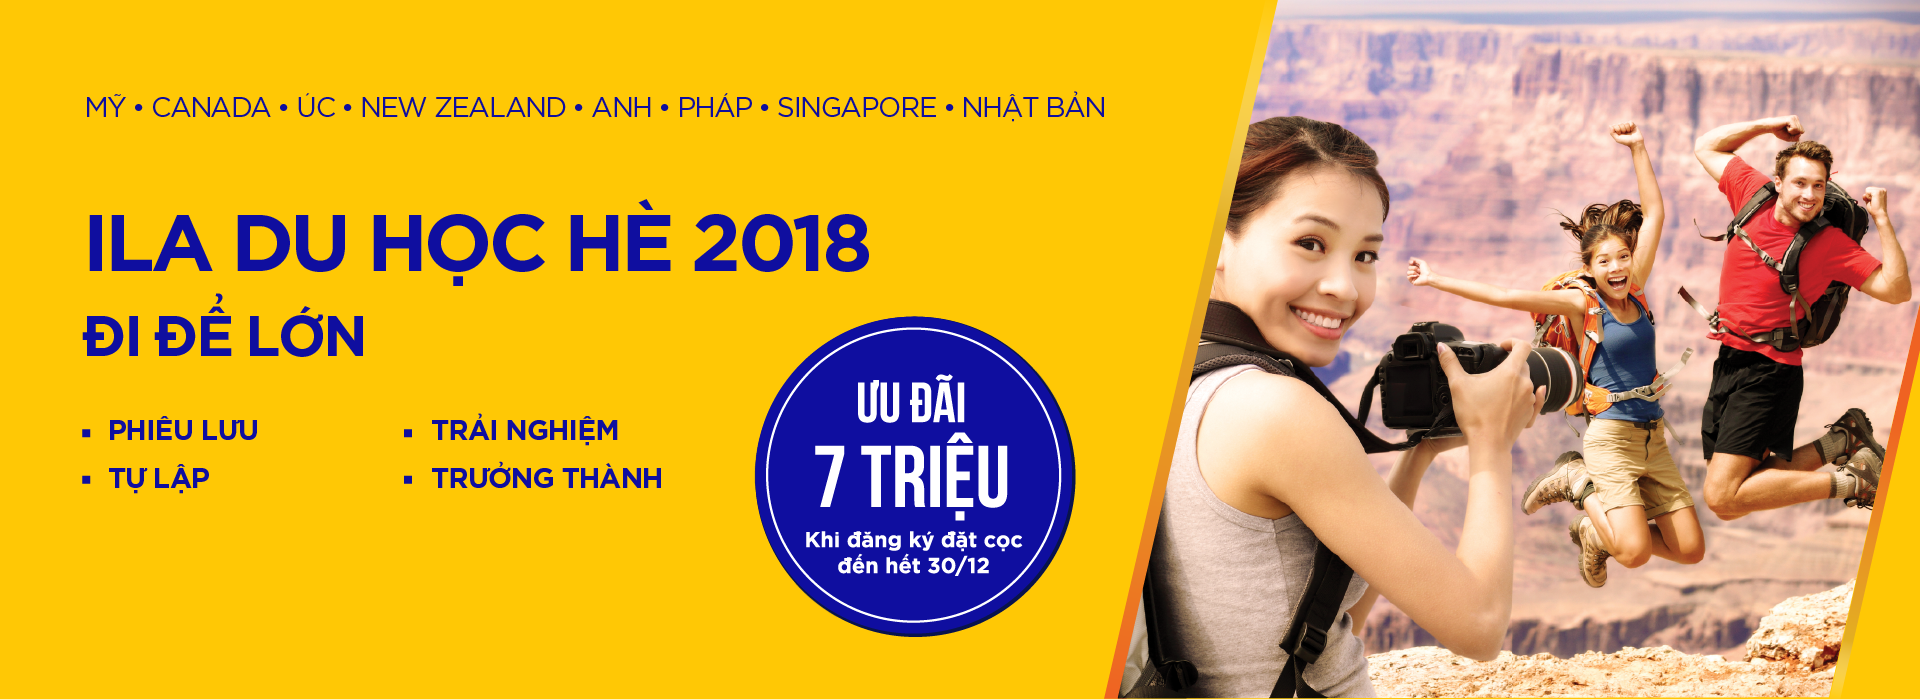 MỸ • CANADA • ÚC • NEW ZEALAND • ANH • PHÁP • SINGAPORE • NHẬT BẢN
ILA DU HỌC HÈ 2018
ĐI ĐỂ LỚN
▪ PHIÊU LƯU
▪ TRẢI NGHIỆM
▪ TỰ LẬP
▪ TRƯỞNG THÀNH
ƯU ĐÃI
7 TRIỆU
Khi đăng ký đặt cọc
đến hết 30/12